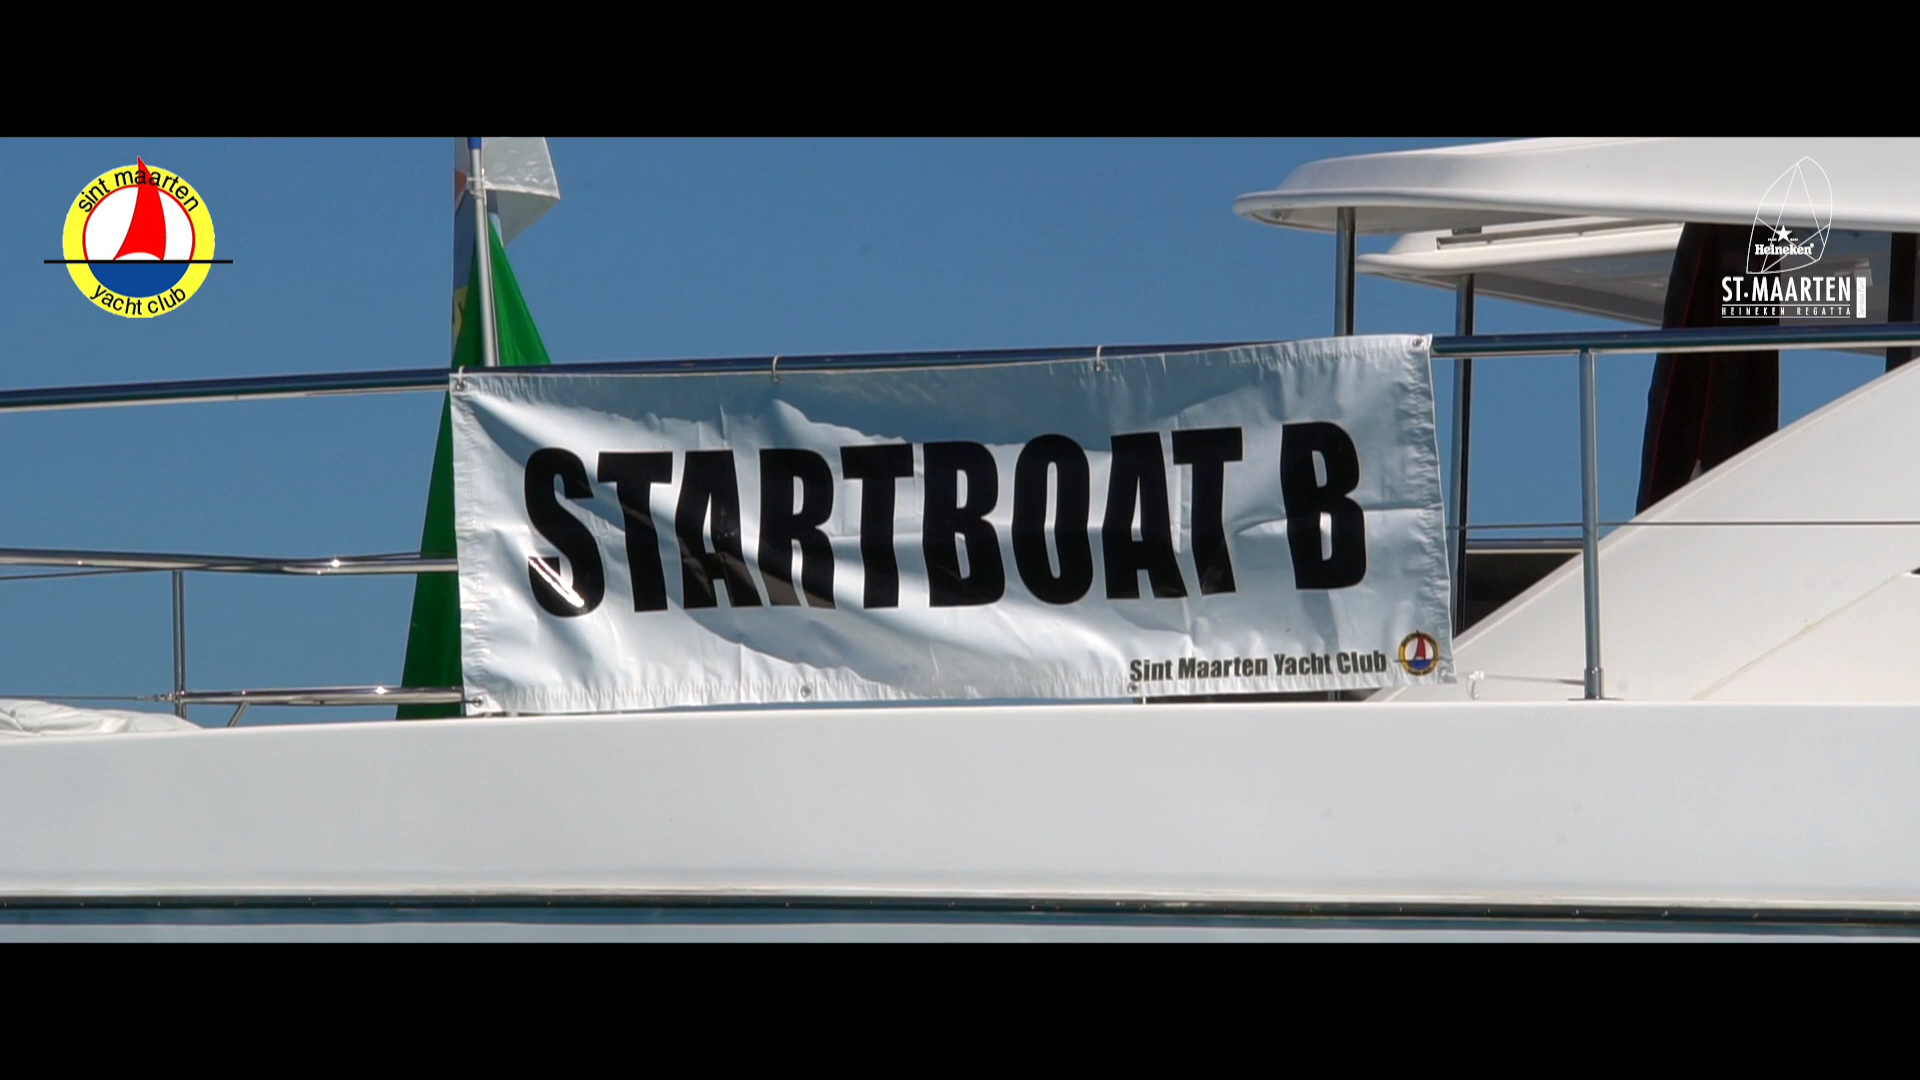 sint maarten
yacht club
Heineken
ST. MAARTEN
HEINEKEN REGATTA
STARTBOAT B
Sint Maarten Yacht Club